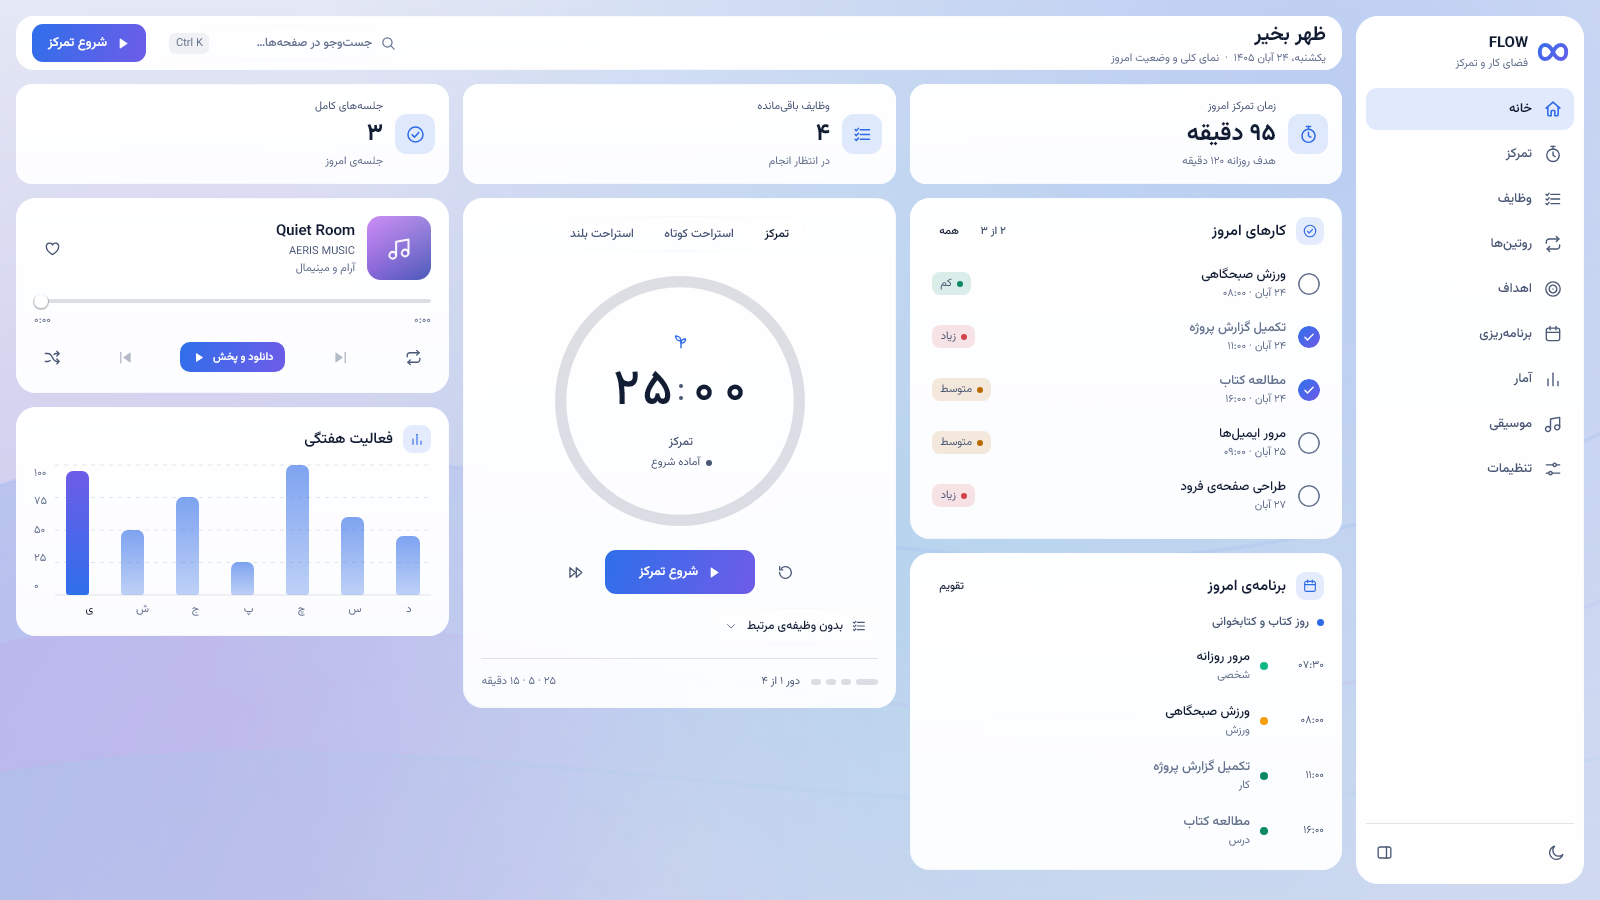 FLOW
فضای کار و تمرکز
خانه
تمرکز
وظایف
روتین‌ها
اهداف
برنامه‌ریزی
آمار
موسیقی
تنظیمات
ظهر بخیر
یکشنبه، ۲۴ آبان ۱۴۰۵ · نمای کلی و وضعیت امروز
جست‌وجو در صفحه‌ها...
Ctrl K
شروع تمرکز
زمان تمرکز امروز
۹۵ دقیقه
هدف روزانه ۱۲۰ دقیقه
وظایف باقی‌مانده
۴
در انتظار انجام
جلسه‌های کامل
۳
جلسه‌ی امروز
کارهای امروز
۲ از ۳
همه
ورزش صبحگاهی
۲۴ آبان · ۰۸:۰۰
کم
تکمیل گزارش پروژه
۲۴ آبان · ۱۱:۰۰
زیاد
مطالعه کتاب
۲۴ آبان · ۱۶:۰۰
متوسط
مرور ایمیل‌ها
۲۵ آبان · ۰۹:۰۰
متوسط
طراحی صفحه‌ی فرود
۲۷ آبان
زیاد
برنامه‌ی امروز
تقویم
روز کتاب و کتابخوانی
۰۷:۳۰
مرور روزانه
شخصی
۰۸:۰۰
ورزش صبحگاهی
ورزش
۱۱:۰۰
تکمیل گزارش پروژه
کار
۱۶:۰۰
مطالعه کتاب
درس
تمرکز
استراحت کوتاه
استراحت بلند
۲۵:۰۰
تمرکز
آماده شروع
شروع تمرکز
بدون وظیفه‌ی مرتبط
دور ۱ از ۴
۲۵ · ۵ · ۱۵ دقیقه
Quiet Room
AERIS MUSIC
آرام و مینیمال
۰:۰۰
۰:۰۰
دانلود و پخش
فعالیت هفتگی
۱۰۰
۷۵
۵۰
۲۵
۰
د
س
چ
پ
ج
ش
ی